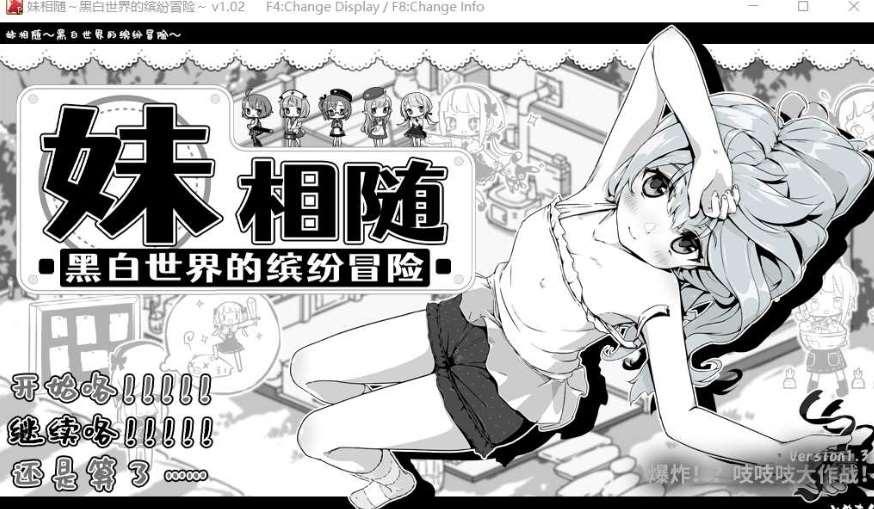 妹相随～黑白世界的缤纷冒险～ v1.02 F4:Change Display / F8:Change Info
妹相随～黑白世界的缤纷冒险～
妹相随
黑白世界的缤纷冒险
开始咯!!!!!
继续咯!!!!!
还是算了……
Version1.3
爆炸!? 吱吱吱大作战!